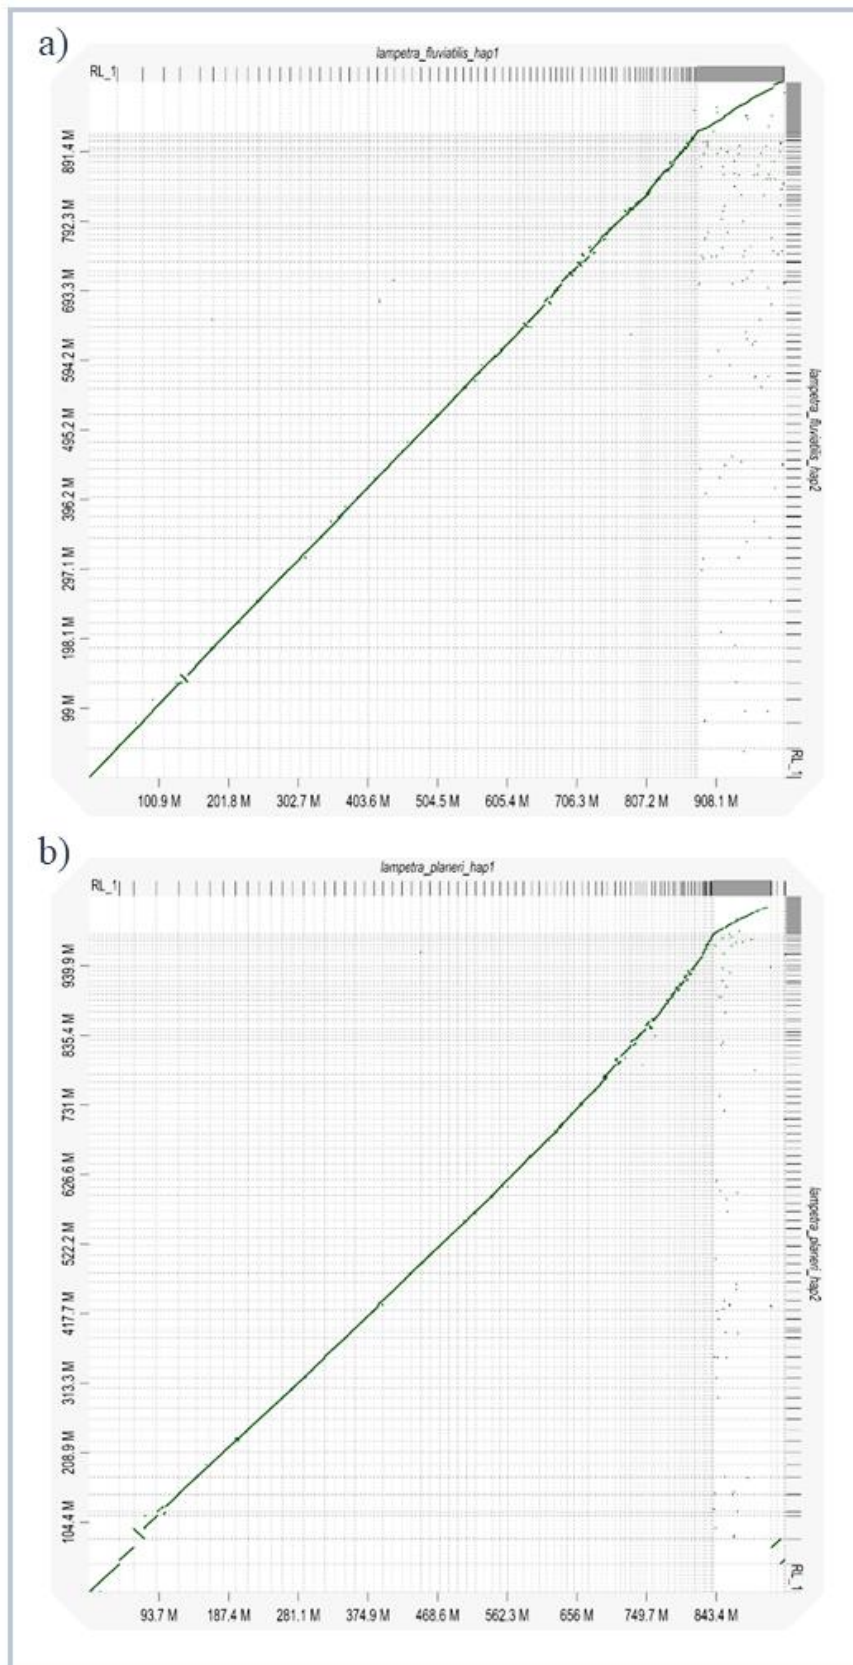 a)
lampetra_fluviatilis_hap1
RL_1
891.4 M
792.3 M
693.3 M
594.2 M
495.2 M
396.2 M
297.1 M
198.1 M
99 M
lampetra_fluviatilis_hap2
RL_1
100.9 M 201.8 M 302.7 M 403.6 M 504.5 M 605.4 M 706.3 M 807.2 M 908.1 M
b)
lampetra_planeri_hap1
RL_1
939.9 M
835.4 M
731 M
626.6 M
522.2 M
417.7 M
313.3 M
208.9 M
104.4 M
lampetra_planeri_hap2
RL_1
93.7 M 187.4 M 281.1 M 374.9 M 468.6 M 562.3 M 656 M 749.7 M 843.4 M